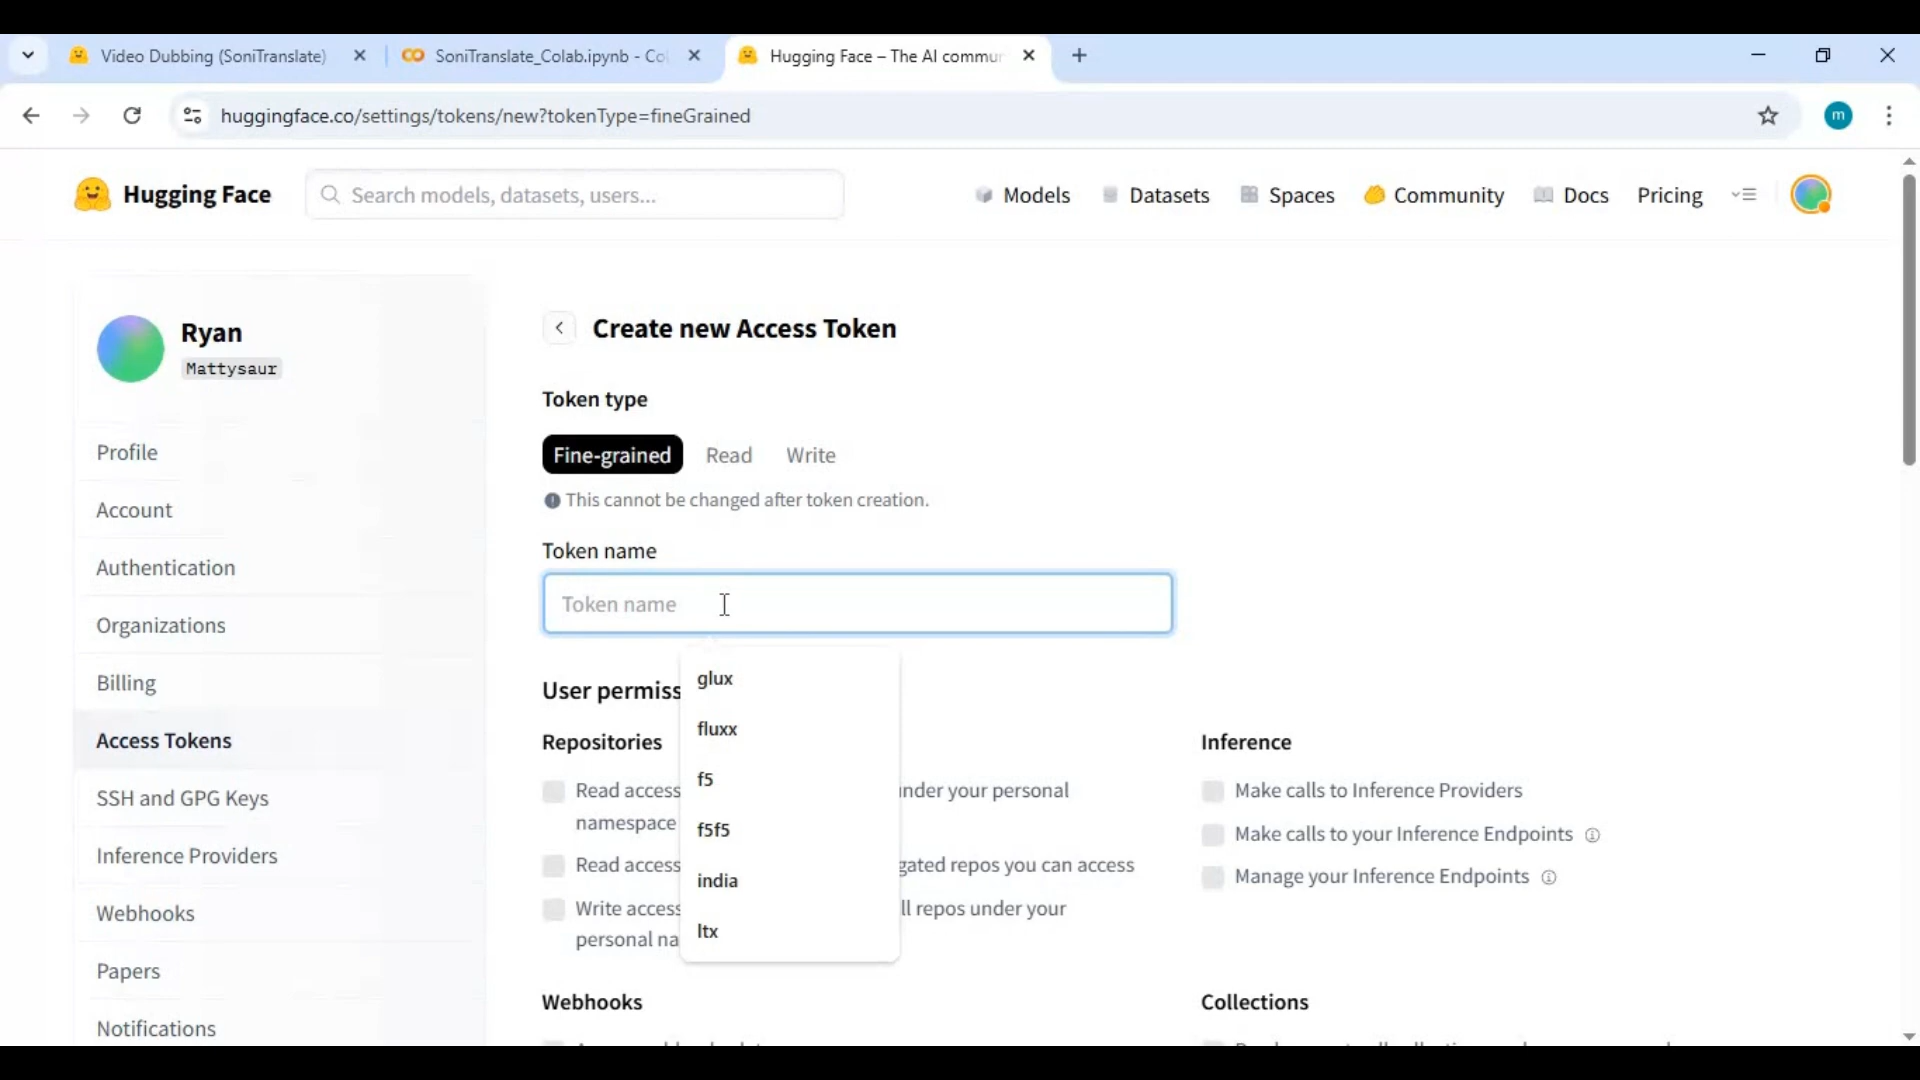 Video Dubbing (SoniTranslate)
SoniTranslate_Colab.ipynb - Co
Hugging Face – The AI commun
huggingface.co/settings/tokens/new?tokenType=fineGrained
m
Hugging Face
Search models, datasets, users...
Models
Datasets
Spaces
Community
Docs
Pricing
Ryan
Mattysaur
Profile
Account
Authentication
Organizations
Billing
Access Tokens
SSH and GPG Keys
Inference Providers
Webhooks
Papers
Notifications
Create new Access Token
Token type
Fine-grained Read Write
This cannot be changed after token creation.
Token name
Token name
glux
fluxx
f5
f5f5
india
ltx
User permiss
Repositories
Read access
nder your personal
namespace
Read access
gated repos you can access
Write access
ll repos under your
personal na
Inference
Make calls to Inference Providers
Make calls to your Inference Endpoints
Manage your Inference Endpoints
Webhooks
Collections